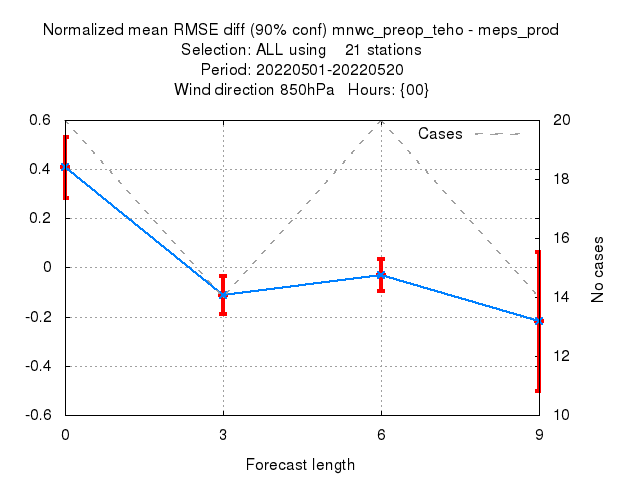 Normalized mean RMSE diff (90% conf) mnwc_preop_teho - meps_prod
Selection: ALL using 21 stations
Period: 20220501-20220520
Wind direction 850hPa Hours: {00}
Cases
0.6
0.4
0.2
0
-0.2
-0.4
-0.6
20
18
16
14
12
10
No cases
0 3 6 9
Forecast length